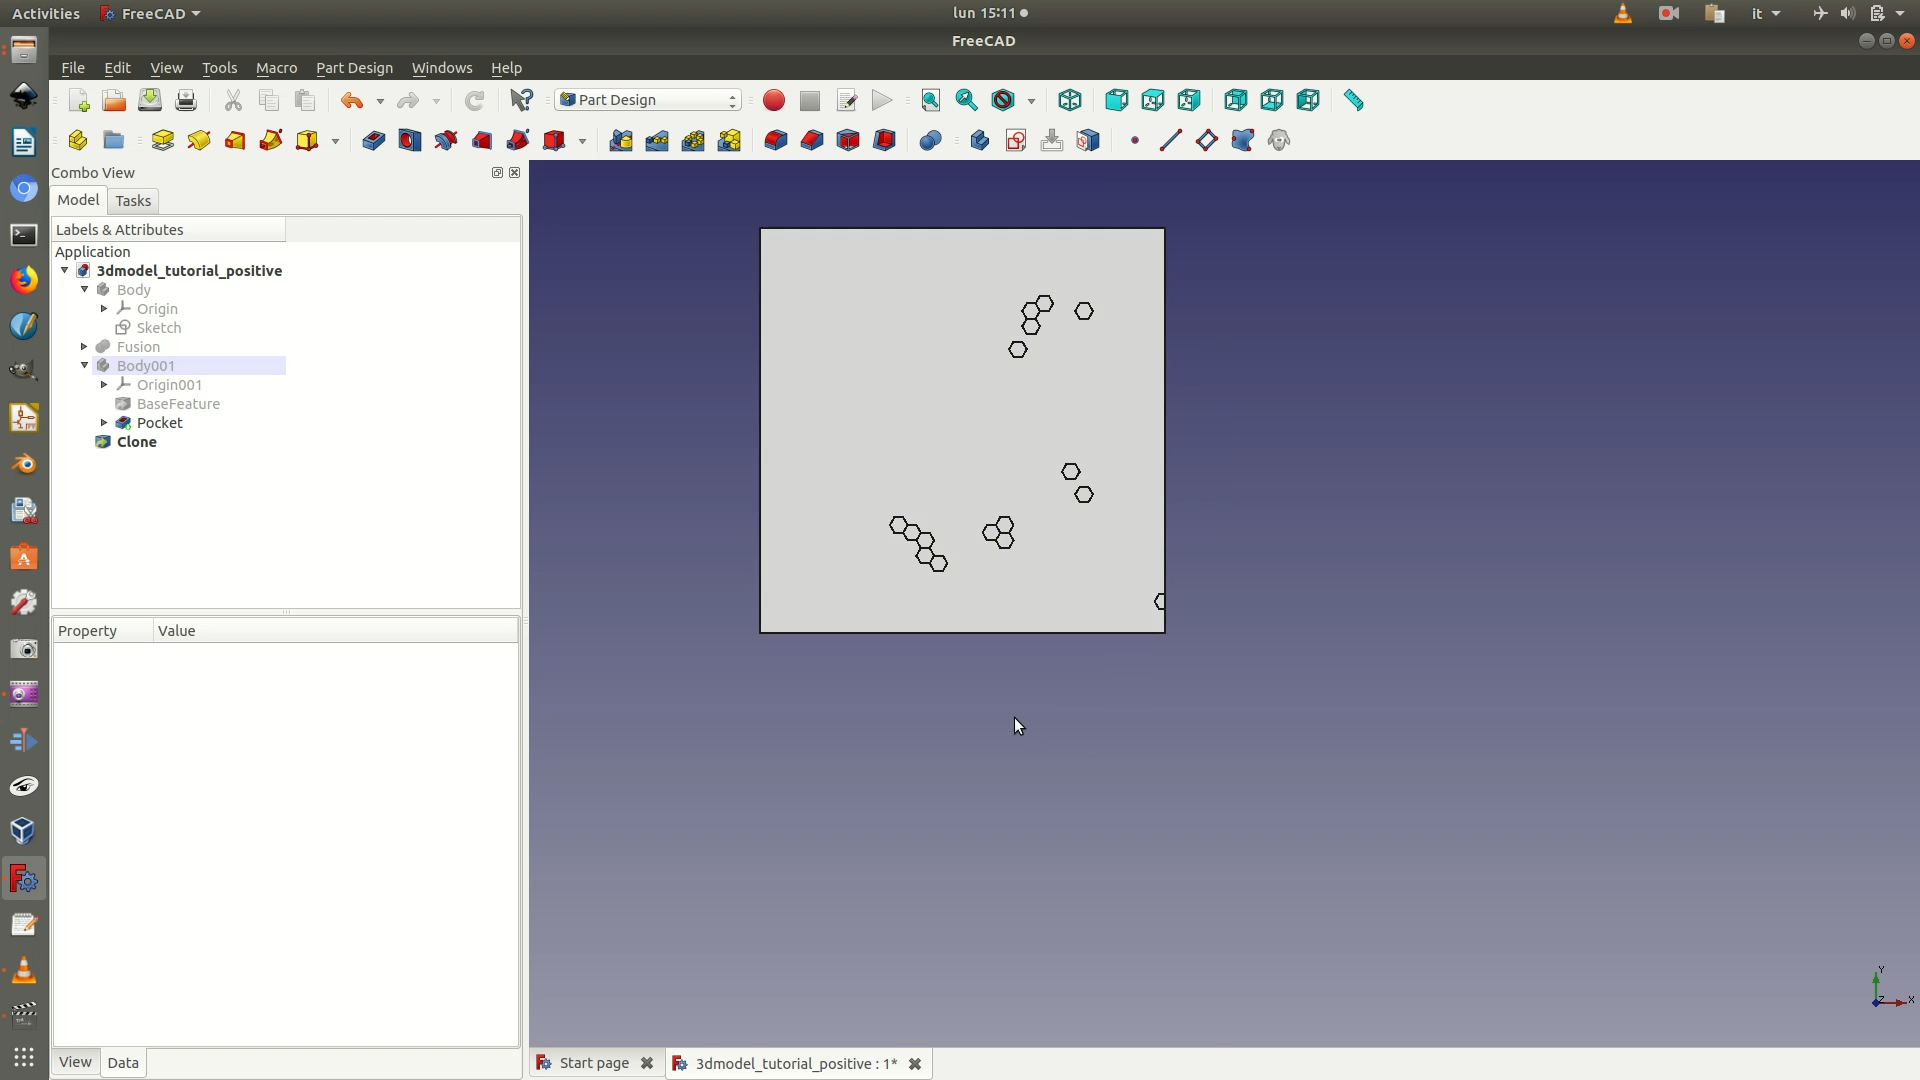 Activities FreeCAD lun 15:11 it
FreeCAD
File Edit View Tools Macro Part Design Windows Help
Part Design
Combo View
Model Tasks
Labels & Attributes
Application
3dmodel_tutorial_positive
Body
Origin
Sketch
Fusion
Body001
Origin001
BaseFeature
Pocket
Clone
Property Value
Y
Z X
View Data
Start page 3dmodel_tutorial_positive : 1*